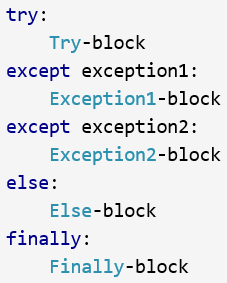 try:
    Try-block
except exception1:
    Exception1-block
except exception2:
    Exception2-block
else:
    Else-block
finally:
    Finally-block